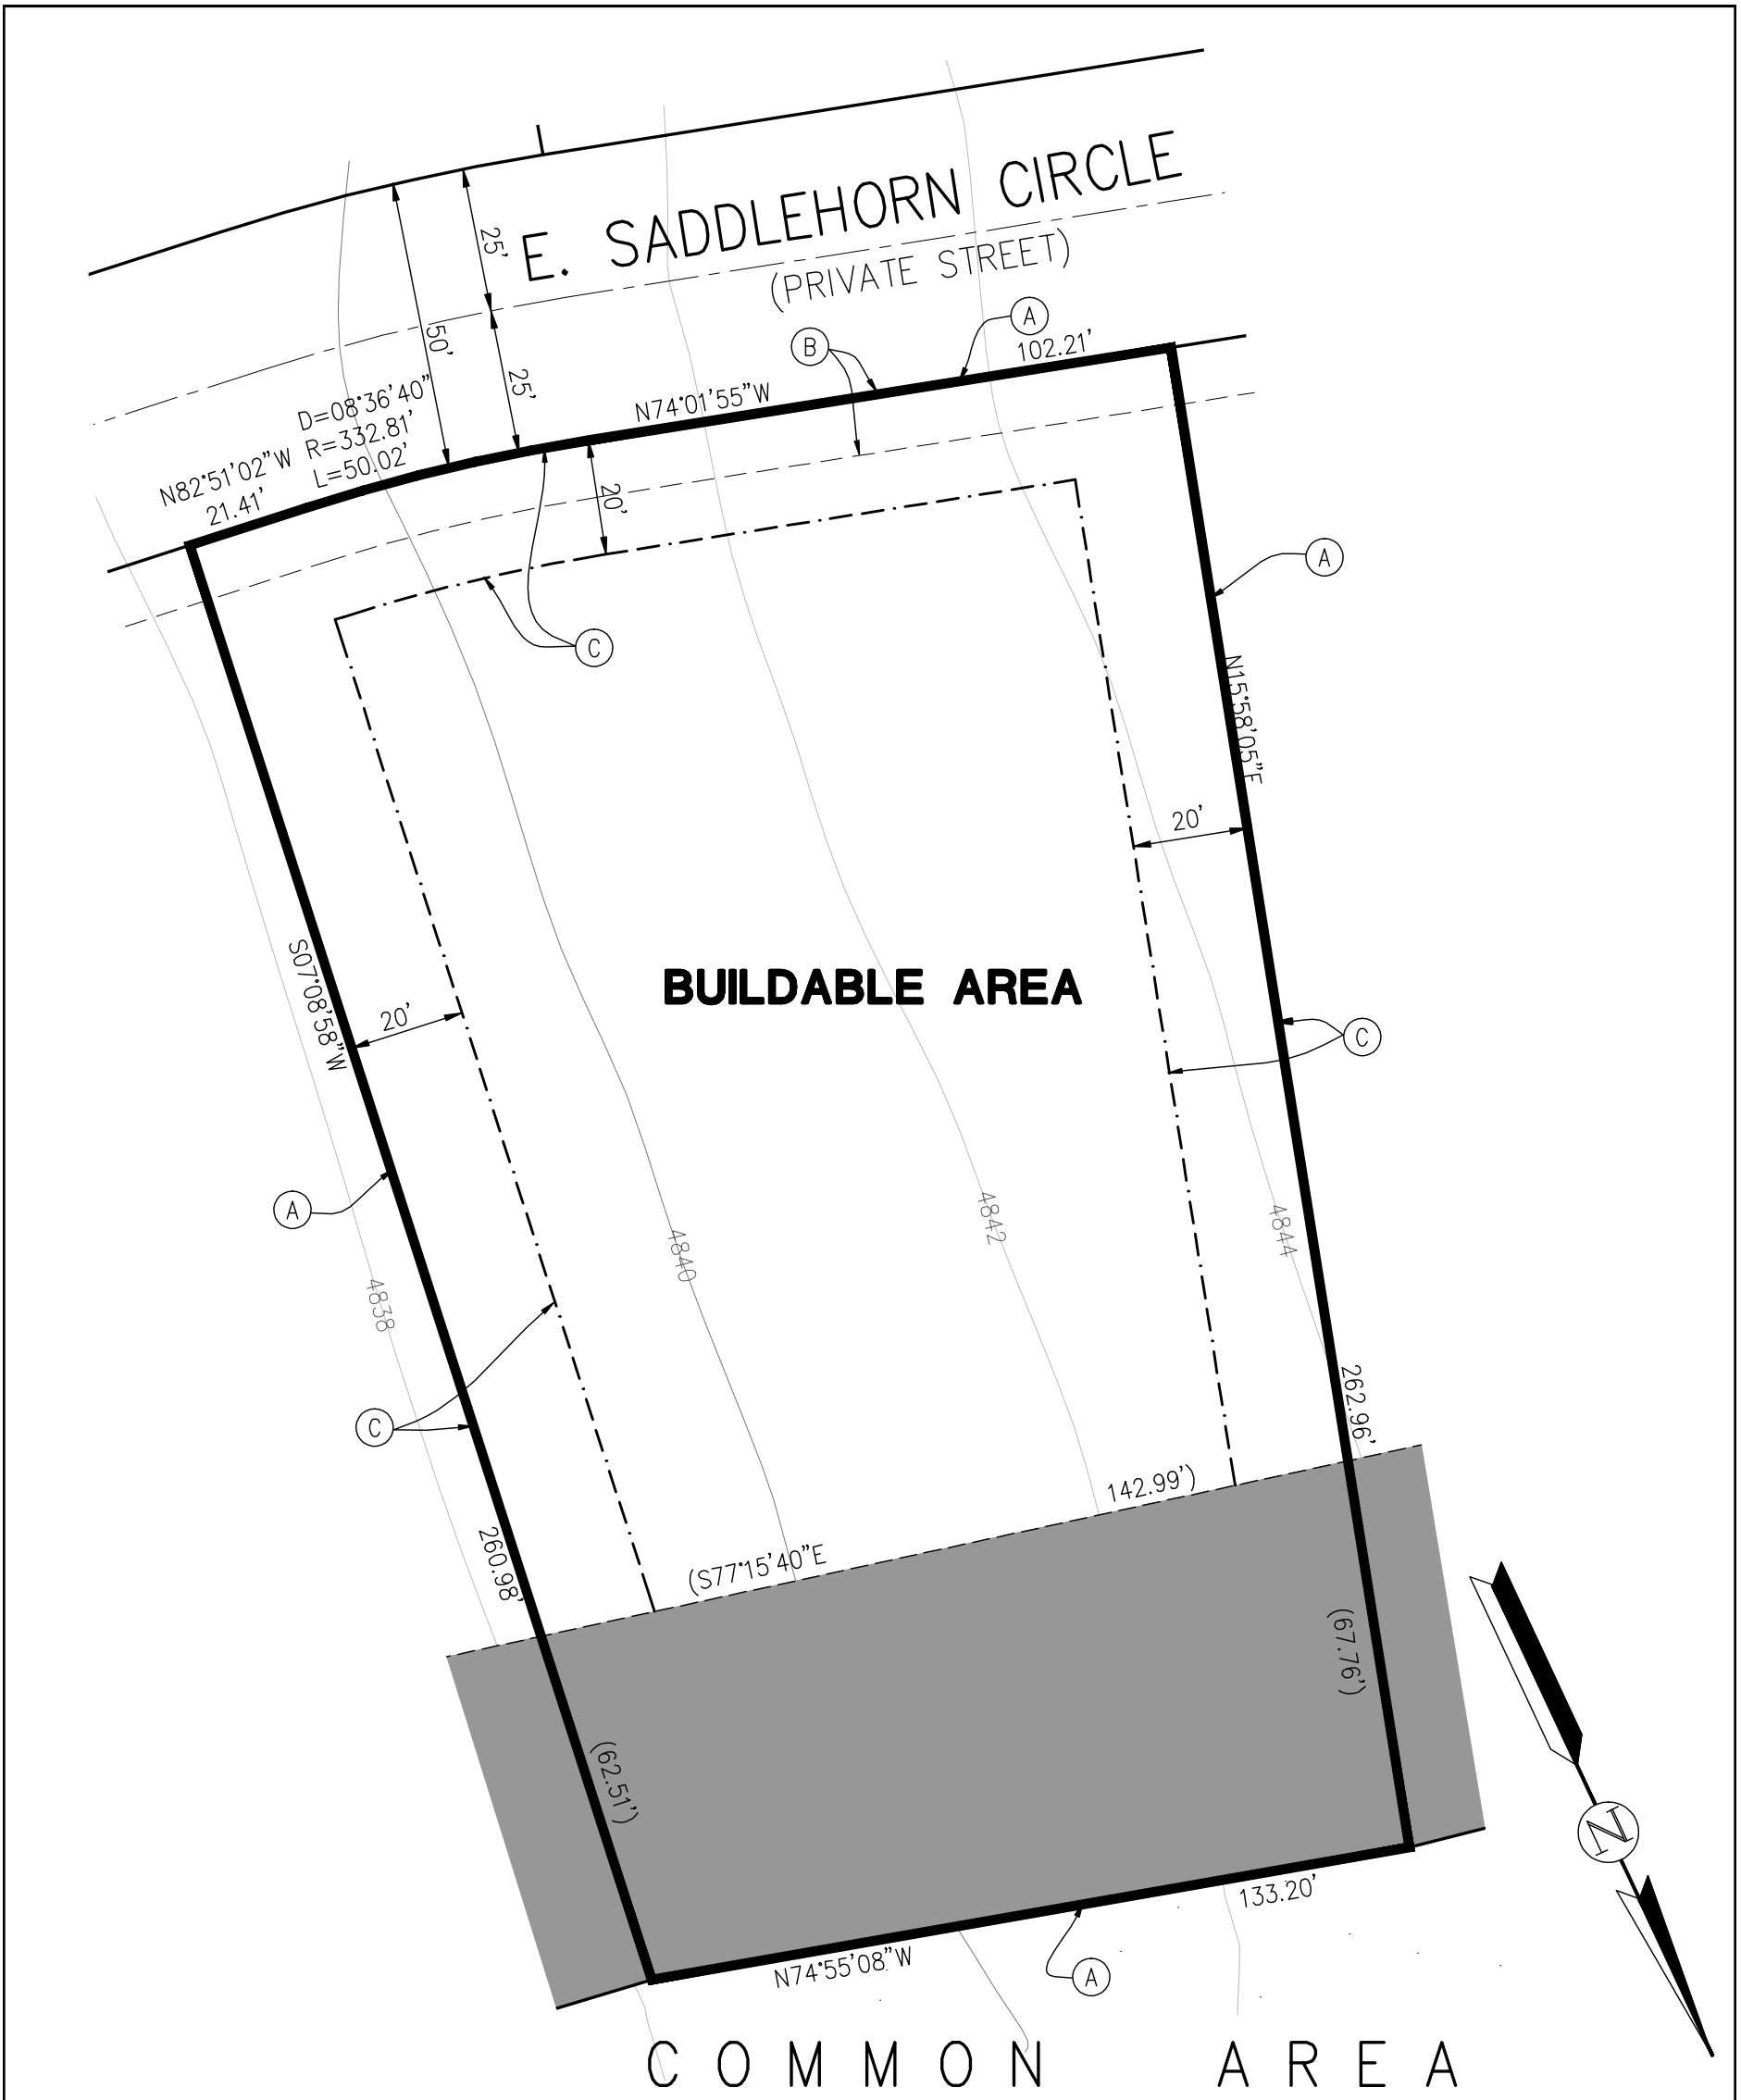 E. SADDLEHORN CIRCLE
(PRIVATE STREET)
25'
50'
25'
A
B
102.21'
N74°01'55"W
D=08°36'40"
R=332.81'
L=50.02'
N82°51'02"W
21.41'
20'
A
C
N15°58'05"E
20'
BUILDABLE AREA
S07°08'58"W
20'
C
A
4838
4840
4842
4844
C
262.96'
142.99')
(S77°15'40"E
260.98'
(67.76')
(62.51')
N
133.20'
N74°55'08"W
A
COMMON AREA